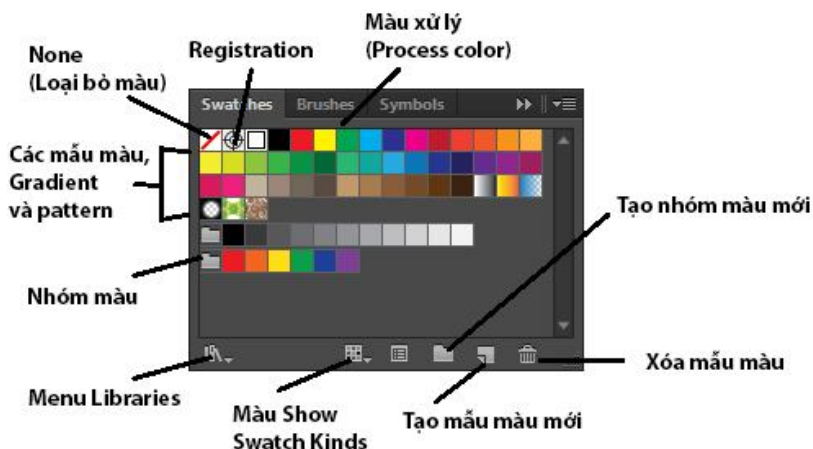 Màu xử lý
(Process color)
Registration
None
(Loại bỏ màu)
Swatches Brushes Symbols
Các mẫu màu,
Gradient
và pattern
Tạo nhóm màu mới
Nhóm màu
Menu Libraries
Màu Show
Swatch Kinds
Tạo mẫu màu mới
Xóa mẫu màu